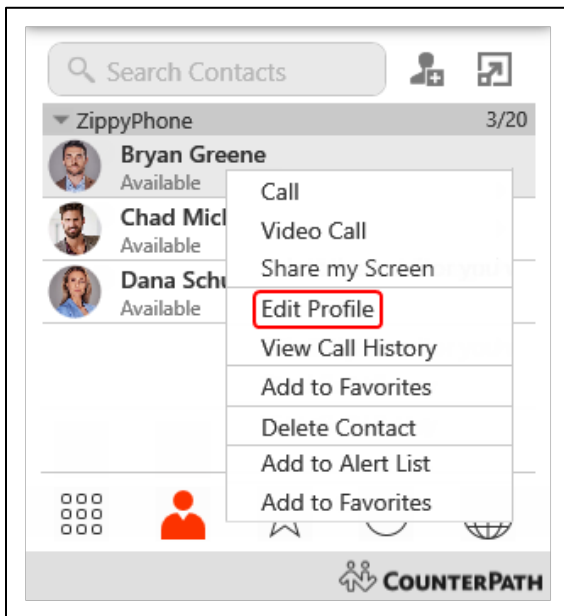 Search Contacts
ZippyPhone 3/20
Bryan Greene
Available
Chad Mich
Available
Dana Schu
Available
Call
Video Call
Share my Screen
Edit Profile
View Call History
Add to Favorites
Delete Contact
Add to Alert List
Add to Favorites
COUNTERPATH